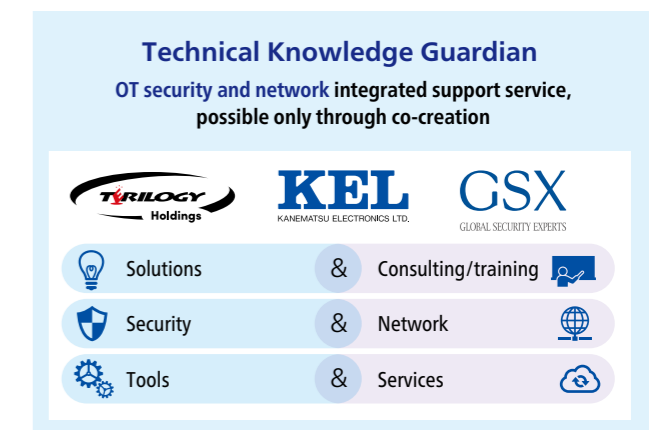 Technical Knowledge Guardian
OT security and network integrated support service,
possible only through co-creation
TERILOGY
Holdings
KEL
KANEMATSU ELECTRONICS LTD.
GSX
GLOBAL SECURITY EXPERTS
Solutions & Consulting/training
Security & Network
Tools & Services